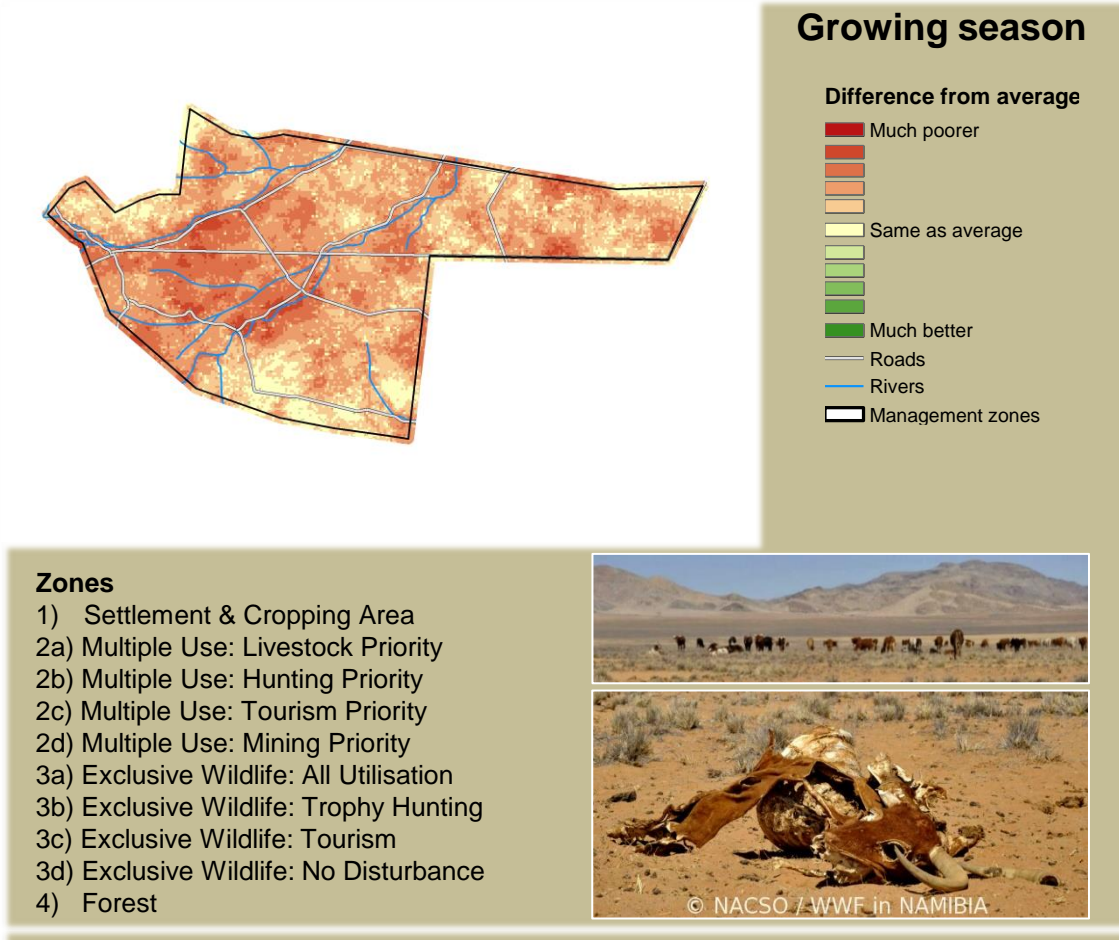 Growing season
Difference from average
Much poorer
Same as average
Much better
Roads
Rivers
Management zones
Zones
1) Settlement & Cropping Area
2a) Multiple Use: Livestock Priority
2b) Multiple Use: Hunting Priority
2c) Multiple Use: Tourism Priority
2d) Multiple Use: Mining Priority
3a) Exclusive Wildlife: All Utilisation
3b) Exclusive Wildlife: Trophy Hunting
3c) Exclusive Wildlife: Tourism
3d) Exclusive Wildlife: No Disturbance
4) Forest
© NACSO / WWF in NAMIBIA